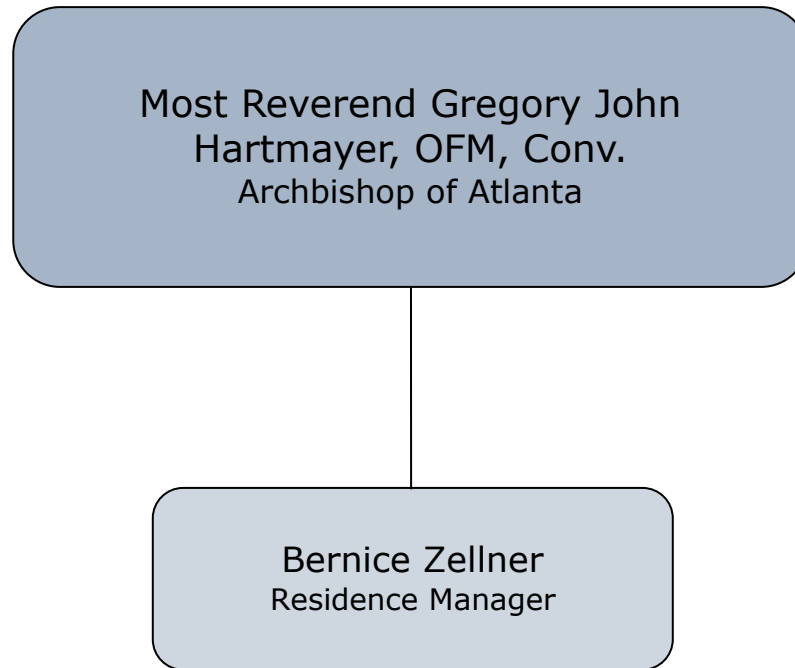 Most Reverend Gregory John
Hartmayer, OFM, Conv.
Archbishop of Atlanta
Bernice Zellner
Residence Manager